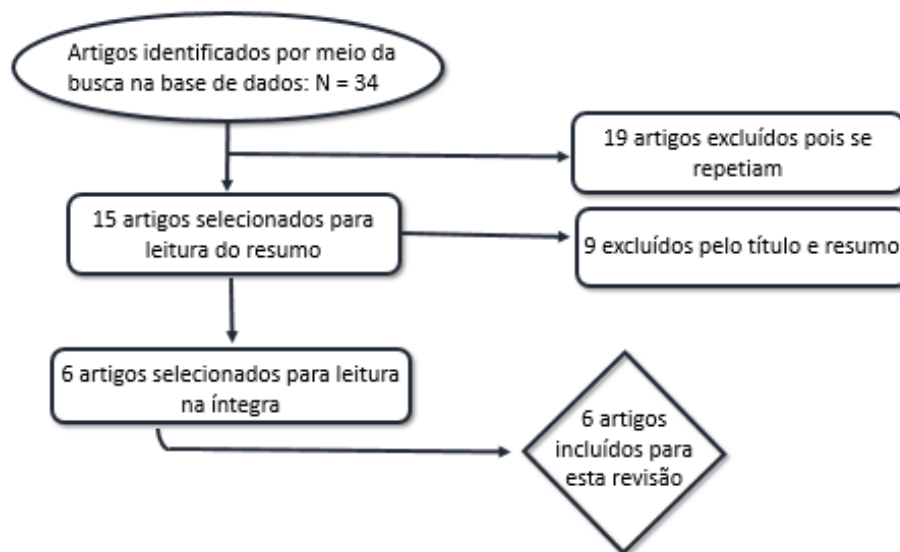 Artigos identificados por meio da
busca na base de dados: N = 34
19 artigos excluídos pois se
repetiam
15 artigos selecionados para
leitura do resumo
9 excluídos pelo título e resumo
6 artigos selecionados para leitura
na íntegra
6 artigos
incluídos para
esta revisão